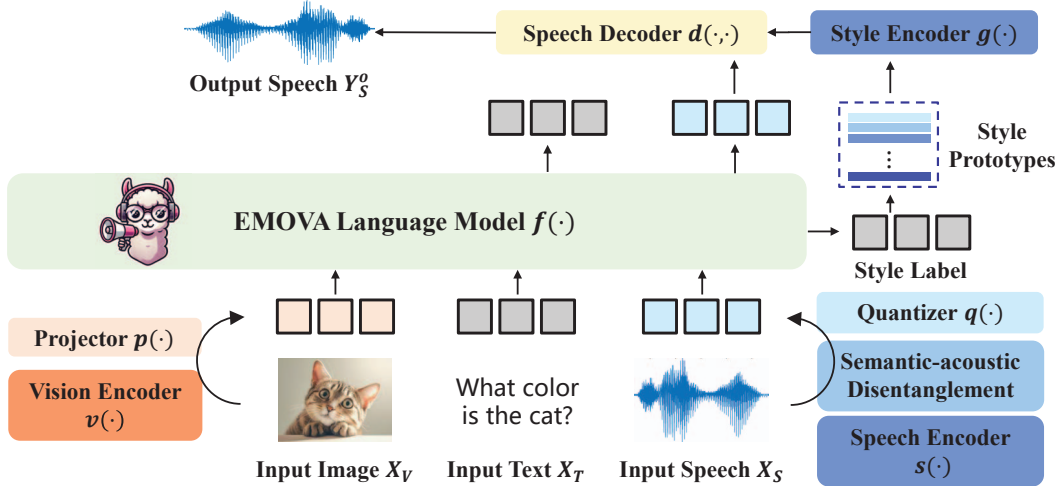 Speech Decoder d(·,·)
Style Encoder g(·)
Output Speech Y_S^o
Style
Prototypes
EMOVA Language Model f(·)
Style Label
Projector p(·)
Vision Encoder
v(·)
What color
is the cat?
Quantizer q(·)
Semantic-acoustic
Disentanglement
Speech Encoder
s(·)
Input Image X_V
Input Text X_T
Input Speech X_S